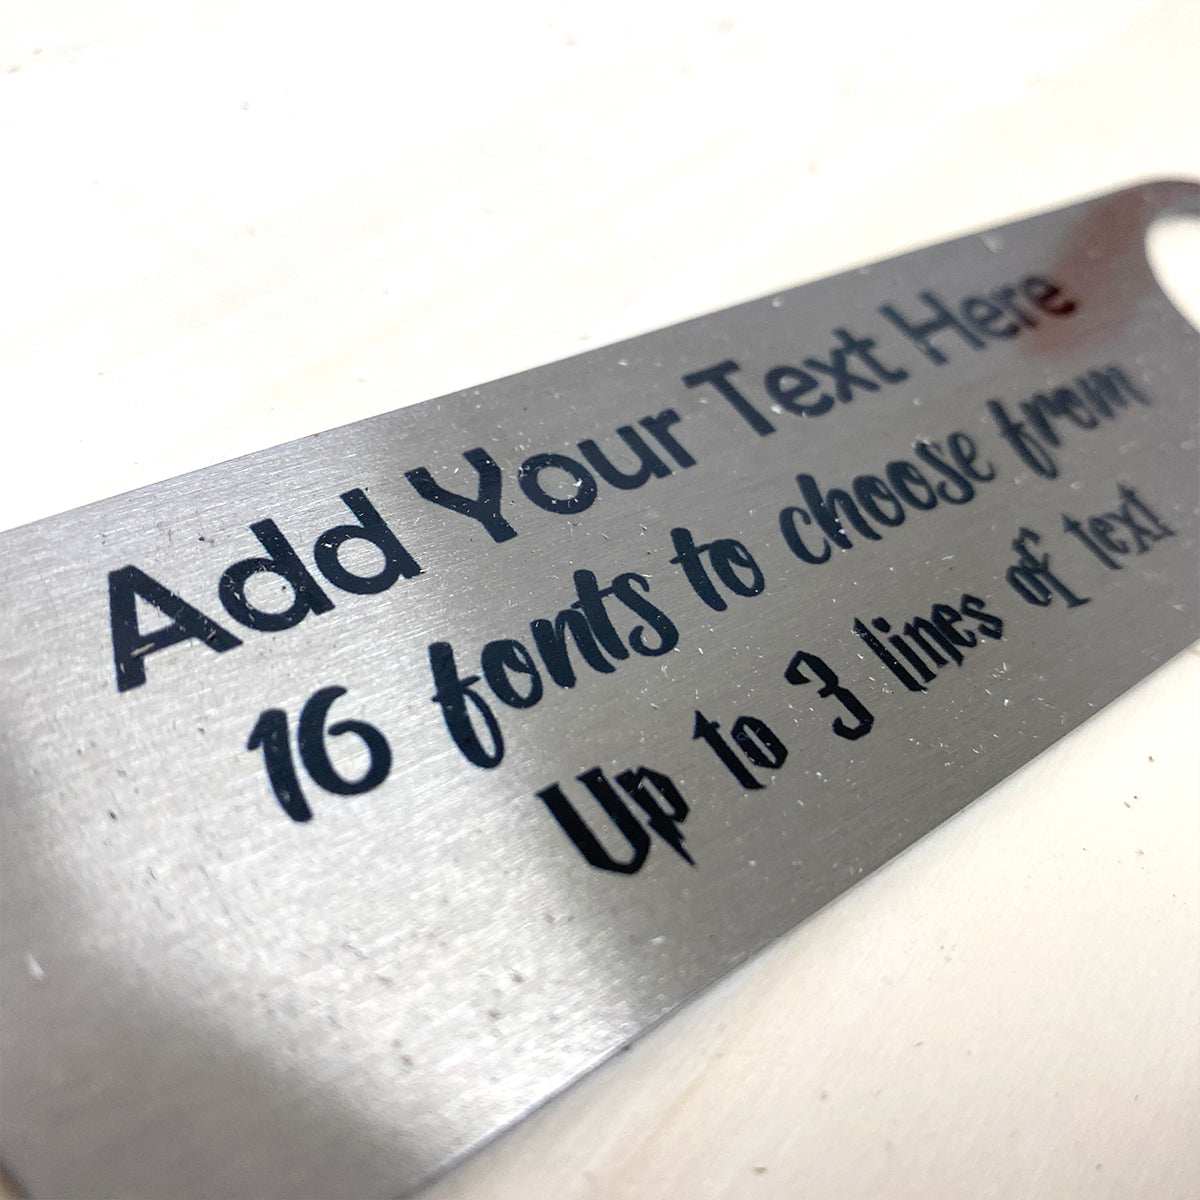 Add Your Text Here
16 fonts to choose from
Up to 3 lines of text